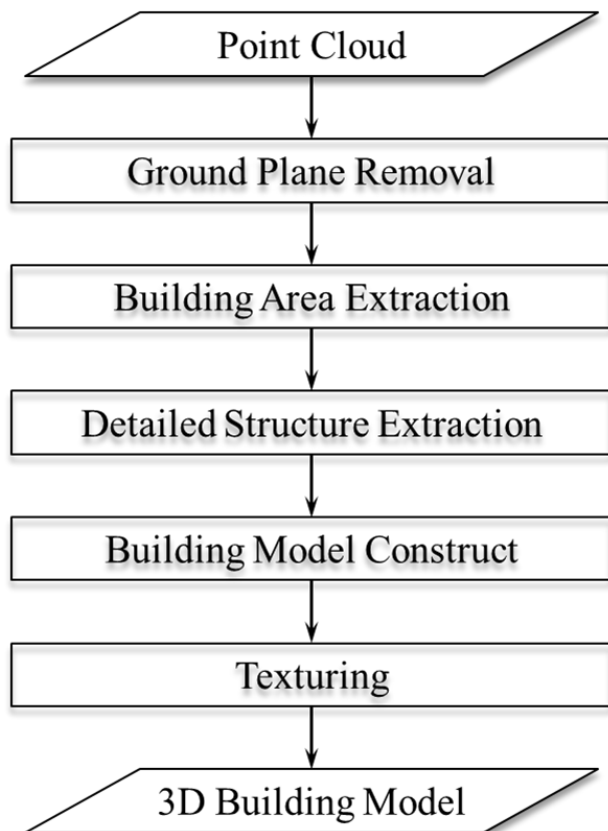 Point Cloud
Ground Plane Removal
Building Area Extraction
Detailed Structure Extraction
Building Model Construct
Texturing
3D Building Model